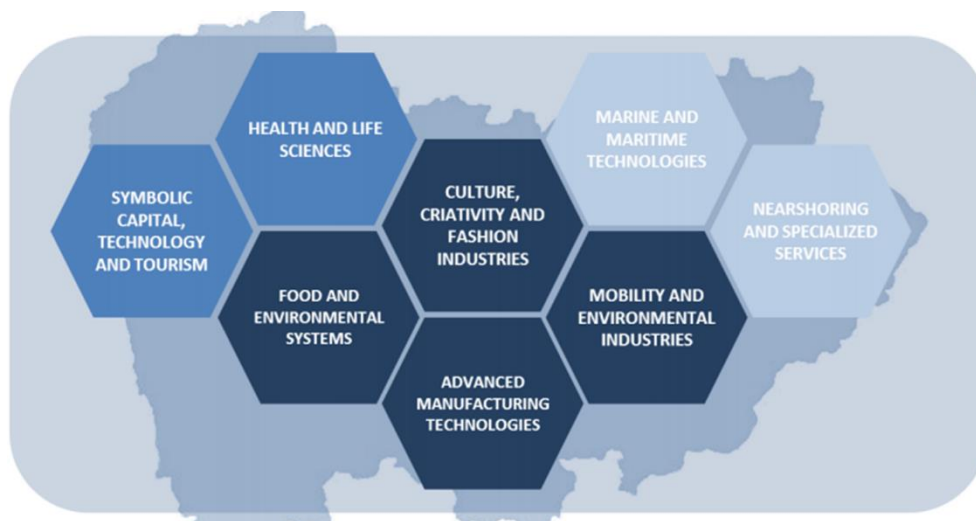 HEALTH AND LIFE
SCIENCES
MARINE AND
MARITIME
TECHNOLOGIES
SYMBOLIC
CAPITAL,
TECHNOLOGY
AND TOURISM
CULTURE,
CRIATIVITY AND
FASHION
INDUSTRIES
NEARSHORING
AND SPECIALIZED
SERVICES
FOOD AND
ENVIRONMENTAL
SYSTEMS
MOBILITY AND
ENVIRONMENTAL
INDUSTRIES
ADVANCED
MANUFACTURING
TECHNOLOGIES